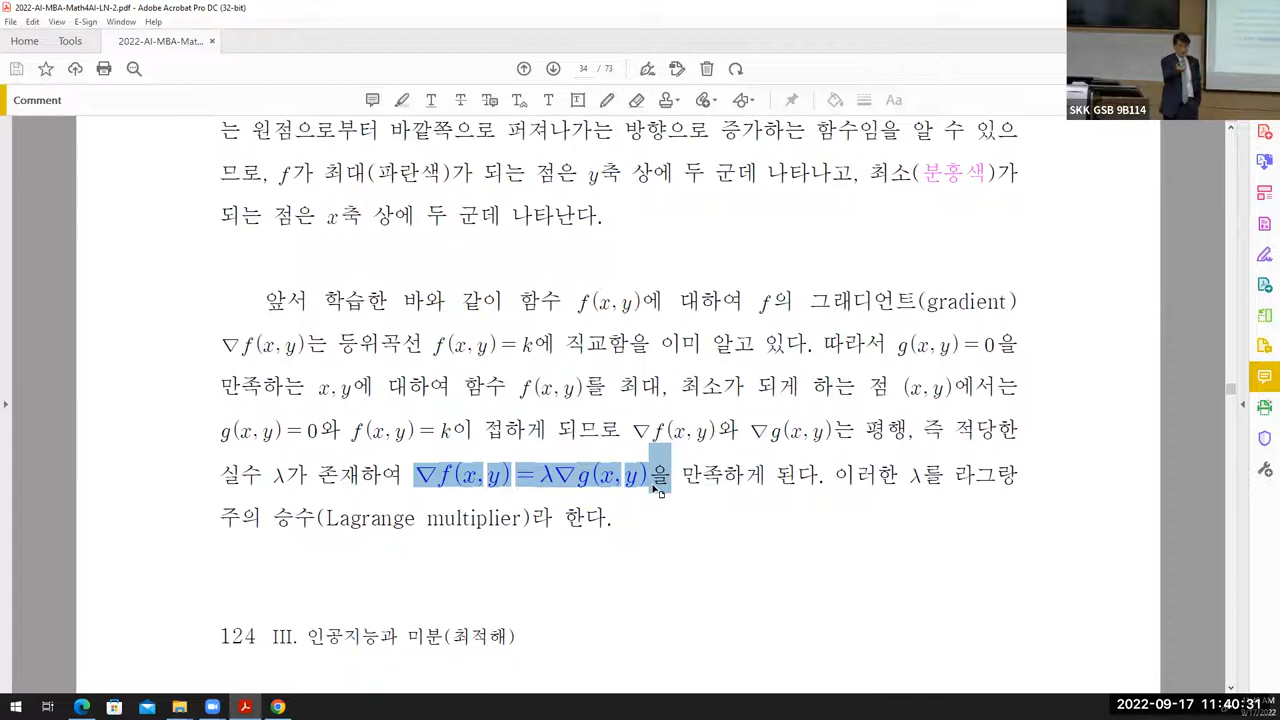 2022-AI-MBA-Math4AI-LN-2.pdf - Adobe Acrobat Pro DC (32-bit)
File Edit View E-Sign Window Help
Home Tools 2022-AI-MBA-Mat... ×
34 / 73
Comment
SKK GSB 9B114
는 원점으로부터 바깥쪽으로 퍼져나가는 방향으로 증가하는 함수임을 알 수 있으
므로, f가 최대(파란색)가 되는 점은 y축 상에 두 군데 나타나고, 최소(분홍색)가
되는 점은 x축 상에 두 군데 나타난다.
앞서 학습한 바와 같이 함수 f(x,y)에 대하여 f의 그래디언트(gradient)
∇f(x,y)는 등위곡선 f(x,y)=k에 직교함을 이미 알고 있다. 따라서 g(x,y)=0을
만족하는 x,y에 대하여 함수 f(x,y)를 최대, 최소가 되게 하는 점 (x,y)에서는
g(x,y)=0와 f(x,y)=k이 접하게 되므로 ∇f(x,y)와 ∇g(x,y)는 평행, 즉 적당한
실수 λ가 존재하여 ∇f(x,y)=λ∇g(x,y)을 만족하게 된다. 이러한 λ를 라그랑
주의 승수(Lagrange multiplier)라 한다.
124 III. 인공지능과 미분(최적해)
2022-09-17 11:40:31